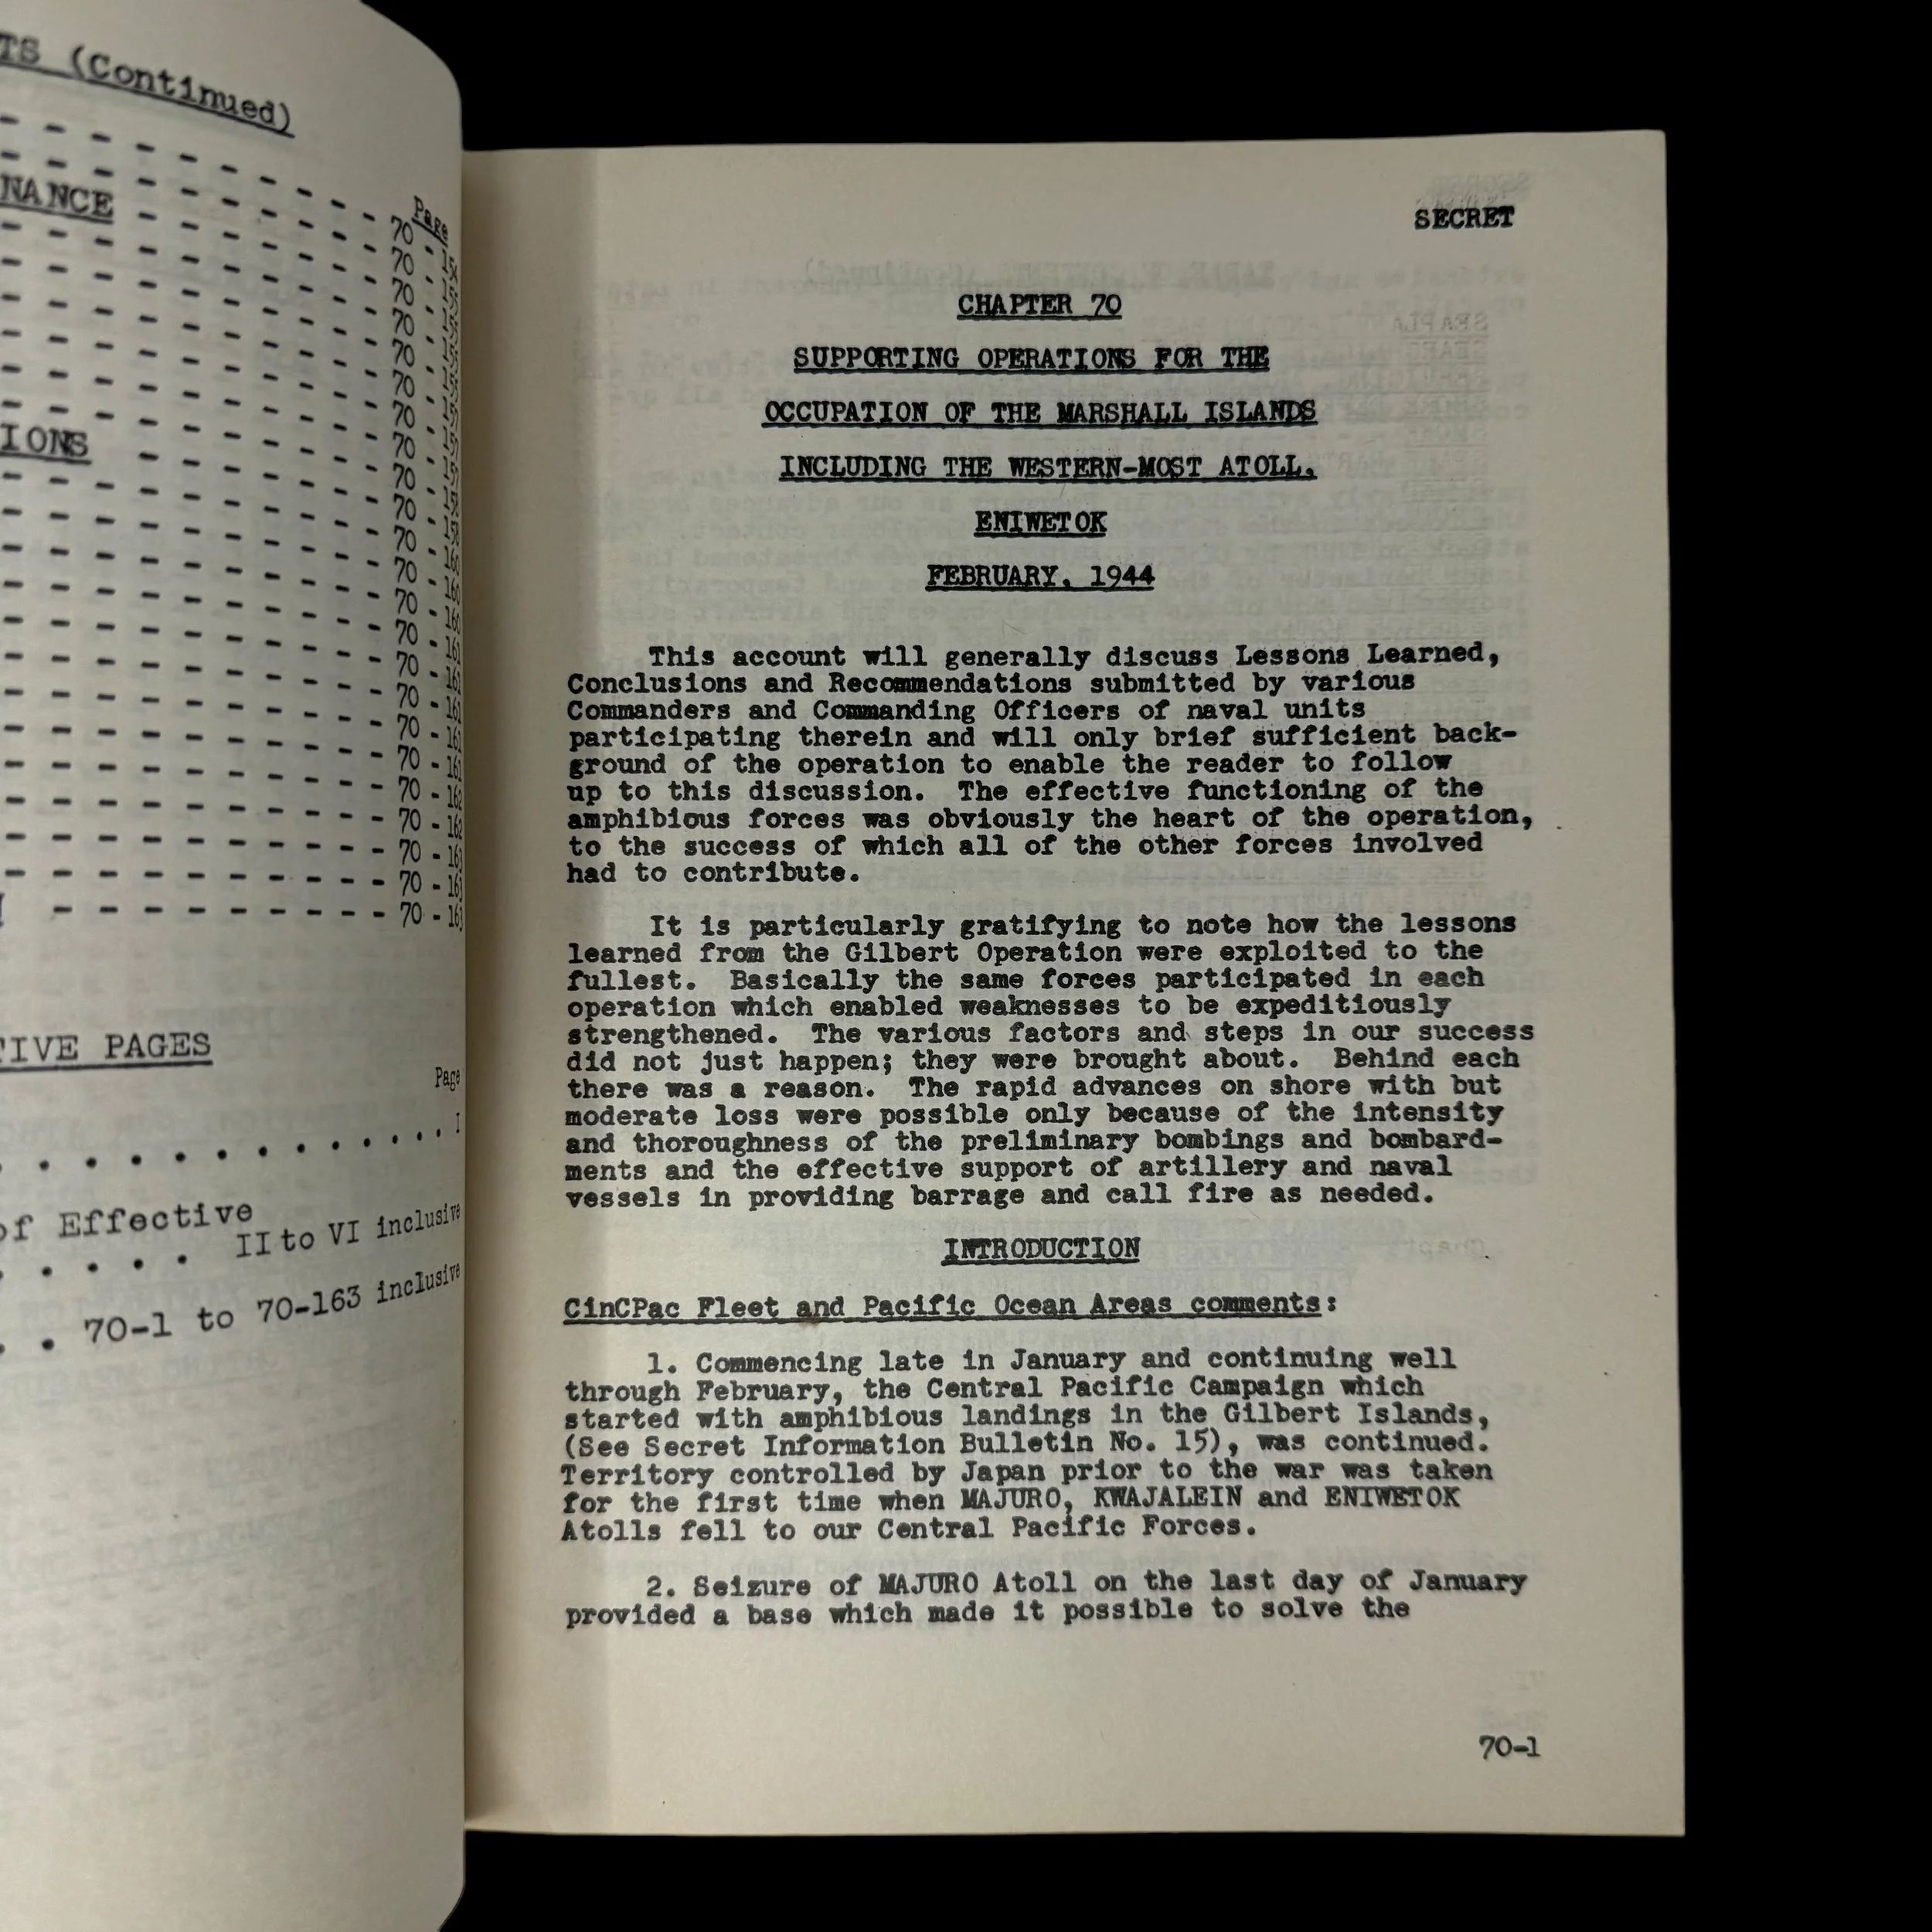 TS (Continued)
Page
NANCE
IONS
TIVE PAGES
Page
I
of Effective
II to VI inclusive
70-1 to 70-163 inclusive
SECRET
CHAPTER 70
SUPPORTING OPERATIONS FOR THE
OCCUPATION OF THE MARSHALL ISLANDS
INCLUDING THE WESTERN-MOST ATOLL,
ENIWETOK
FEBRUARY, 1944
This account will generally discuss Lessons Learned,
Conclusions and Recommendations submitted by various
Commanders and Commanding Officers of naval units
participating therein and will only brief sufficient back-
ground of the operation to enable the reader to follow
up to this discussion. The effective functioning of the
amphibious forces was obviously the heart of the operation,
to the success of which all of the other forces involved
had to contribute.
It is particularly gratifying to note how the lessons
learned from the Gilbert Operation were exploited to the
fullest. Basically the same forces participated in each
operation which enabled weaknesses to be expeditiously
strengthened. The various factors and steps in our success
did not just happen; they were brought about. Behind each
there was a reason. The rapid advances on shore with but
moderate loss were possible only because of the intensity
and thoroughness of the preliminary bombings and bombard-
ments and the effective support of artillery and naval
vessels in providing barrage and call fire as needed.
INTRODUCTION
CinCPac Fleet and Pacific Ocean Areas comments:
1. Commencing late in January and continuing well
through February, the Central Pacific Campaign which
started with amphibious landings in the Gilbert Islands,
(See Secret Information Bulletin No. 15), was continued.
Territory controlled by Japan prior to the war was taken
for the first time when MAJURO, KWAJALEIN and ENIWETOK
Atolls fell to our Central Pacific Forces.
2. Seizure of MAJURO Atoll on the last day of January
provided a base which made it possible to solve the
70-1